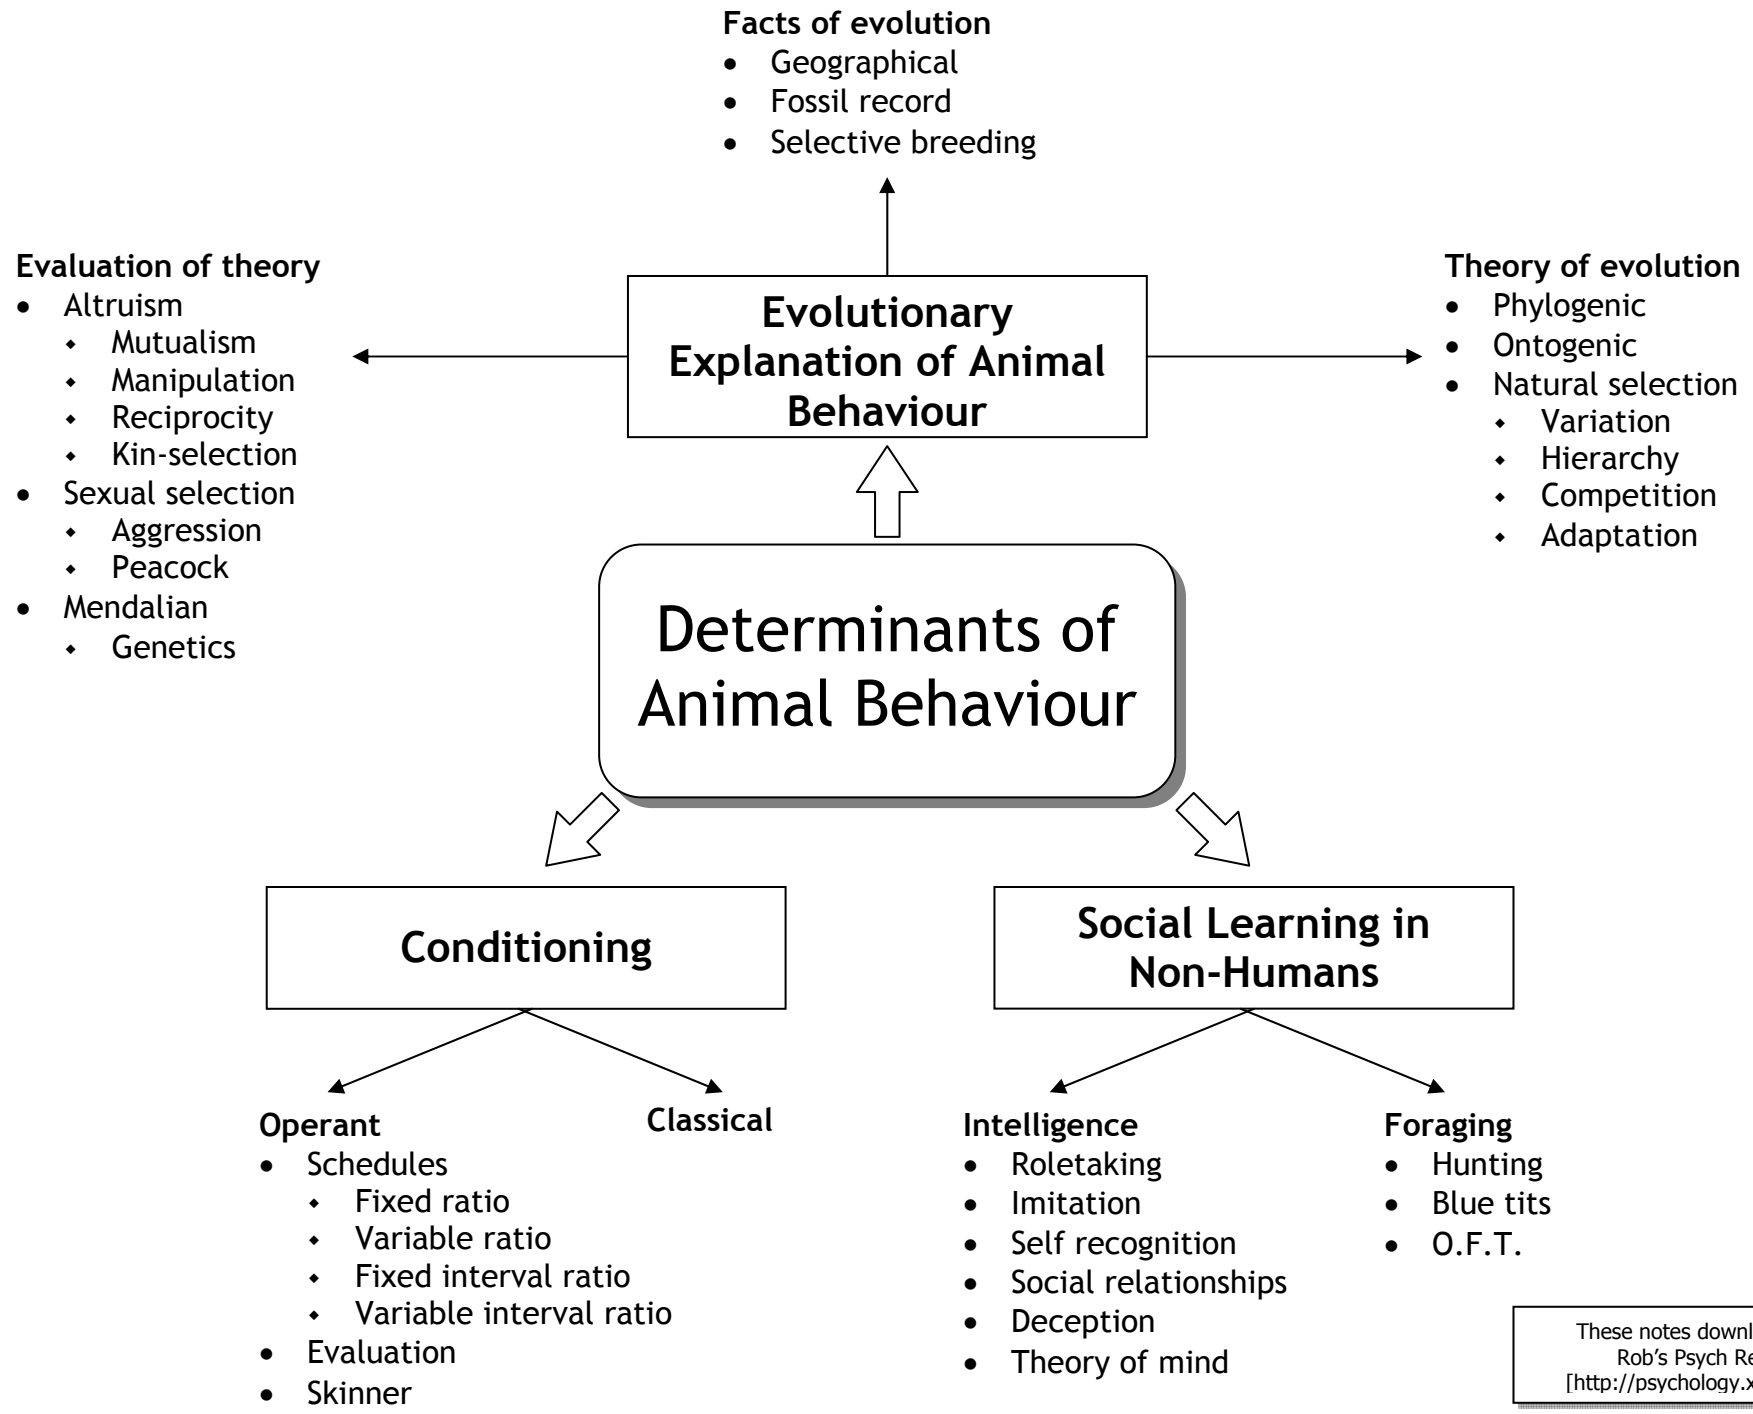 Facts of evolution
• Geographical
• Fossil record
• Selective breeding
Evaluation of theory
• Altruism
⬩ Mutualism
⬩ Manipulation
⬩ Reciprocity
⬩ Kin-selection
• Sexual selection
⬩ Aggression
⬩ Peacock
• Mendalian
⬩ Genetics
Evolutionary
Explanation of Animal
Behaviour
Theory of evolution
• Phylogenic
• Ontogenic
• Natural selection
⬩ Variation
⬩ Hierarchy
⬩ Competition
⬩ Adaptation
Determinants of
Animal Behaviour
Conditioning
Social Learning in
Non-Humans
Operant
• Schedules
⬩ Fixed ratio
⬩ Variable ratio
⬩ Fixed interval ratio
⬩ Variable interval ratio
• Evaluation
• Skinner
Classical
Intelligence
• Roletaking
• Imitation
• Self recognition
• Social relationships
• Deception
• Theory of mind
Foraging
• Hunting
• Blue tits
• O.F.T.
These notes downl
Rob's Psych Re
[http://psychology.x